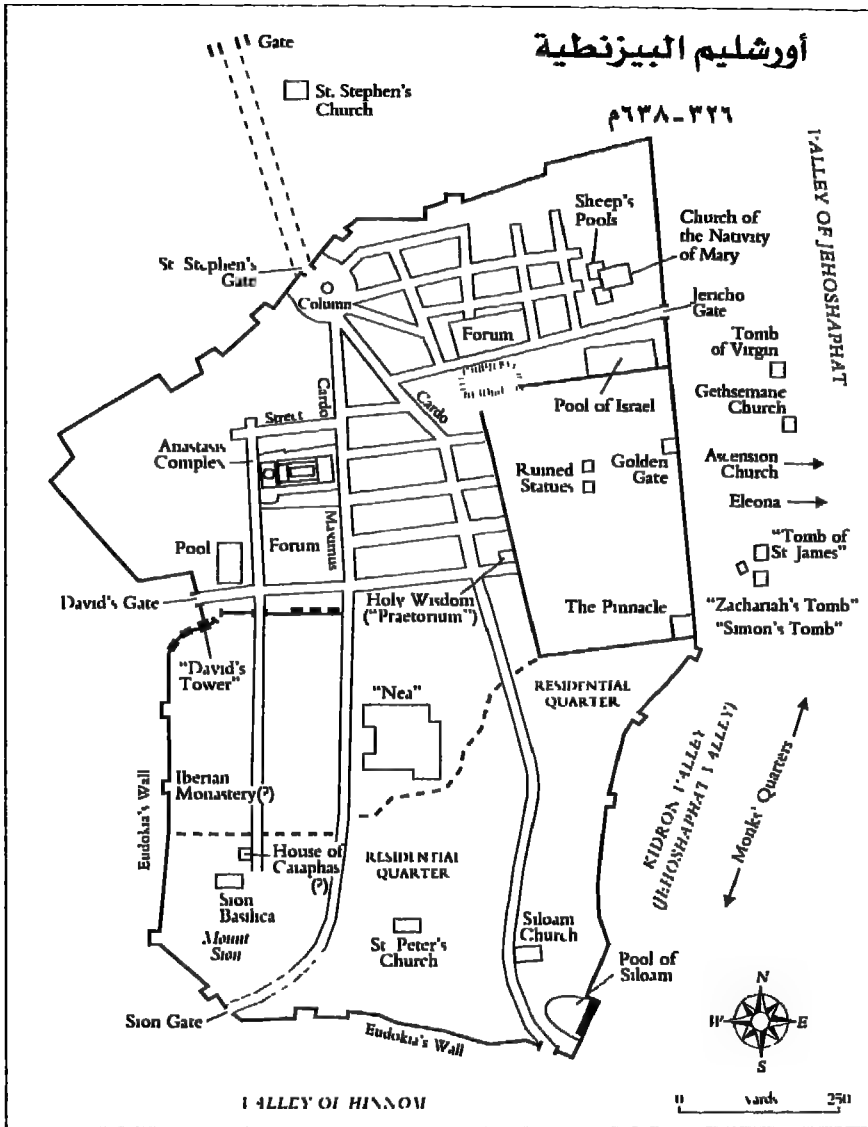 أورشليم البيزنطية
٣٢٦-٦٣٨م
Gate
St. Stephen's
Church
VALLEY OF JEHOSHAPHAT
Sheep's
Pools
Church of
the Nativity
of Mary
St Stephen's
Gate
Column
Forum
Jericho
Gate
Tomb
of Virgin
Cardo
Cardo
Pool of Israel
Gethsemane
Church
Street
Anastasis
Complex
Ruined
Statues
Golden
Gate
Ascension
Church
Eleona
Maximus
Pool
Forum
"Tomb of
St James"
David's Gate
Holy Wisdom
("Praetorium")
The Pinnacle
"Zachariah's Tomb"
"Simon's Tomb"
"David's
Tower"
"Nea"
RESIDENTIAL
QUARTER
Iberian
Monastery(?)
Eudokia's Wall
KIDRON VALLEY
(JEHOSHAPHAT VALLEY)
Monks' Quarters
House of
Caiaphas
(?)
RESIDENTIAL
QUARTER
Sion
Basilica
Mount
Sion
St Peter's
Church
Siloam
Church
Pool of
Siloam
Sion Gate
Eudokia's Wall
N
W
E
S
VALLEY OF HINNOM
0 yards 250